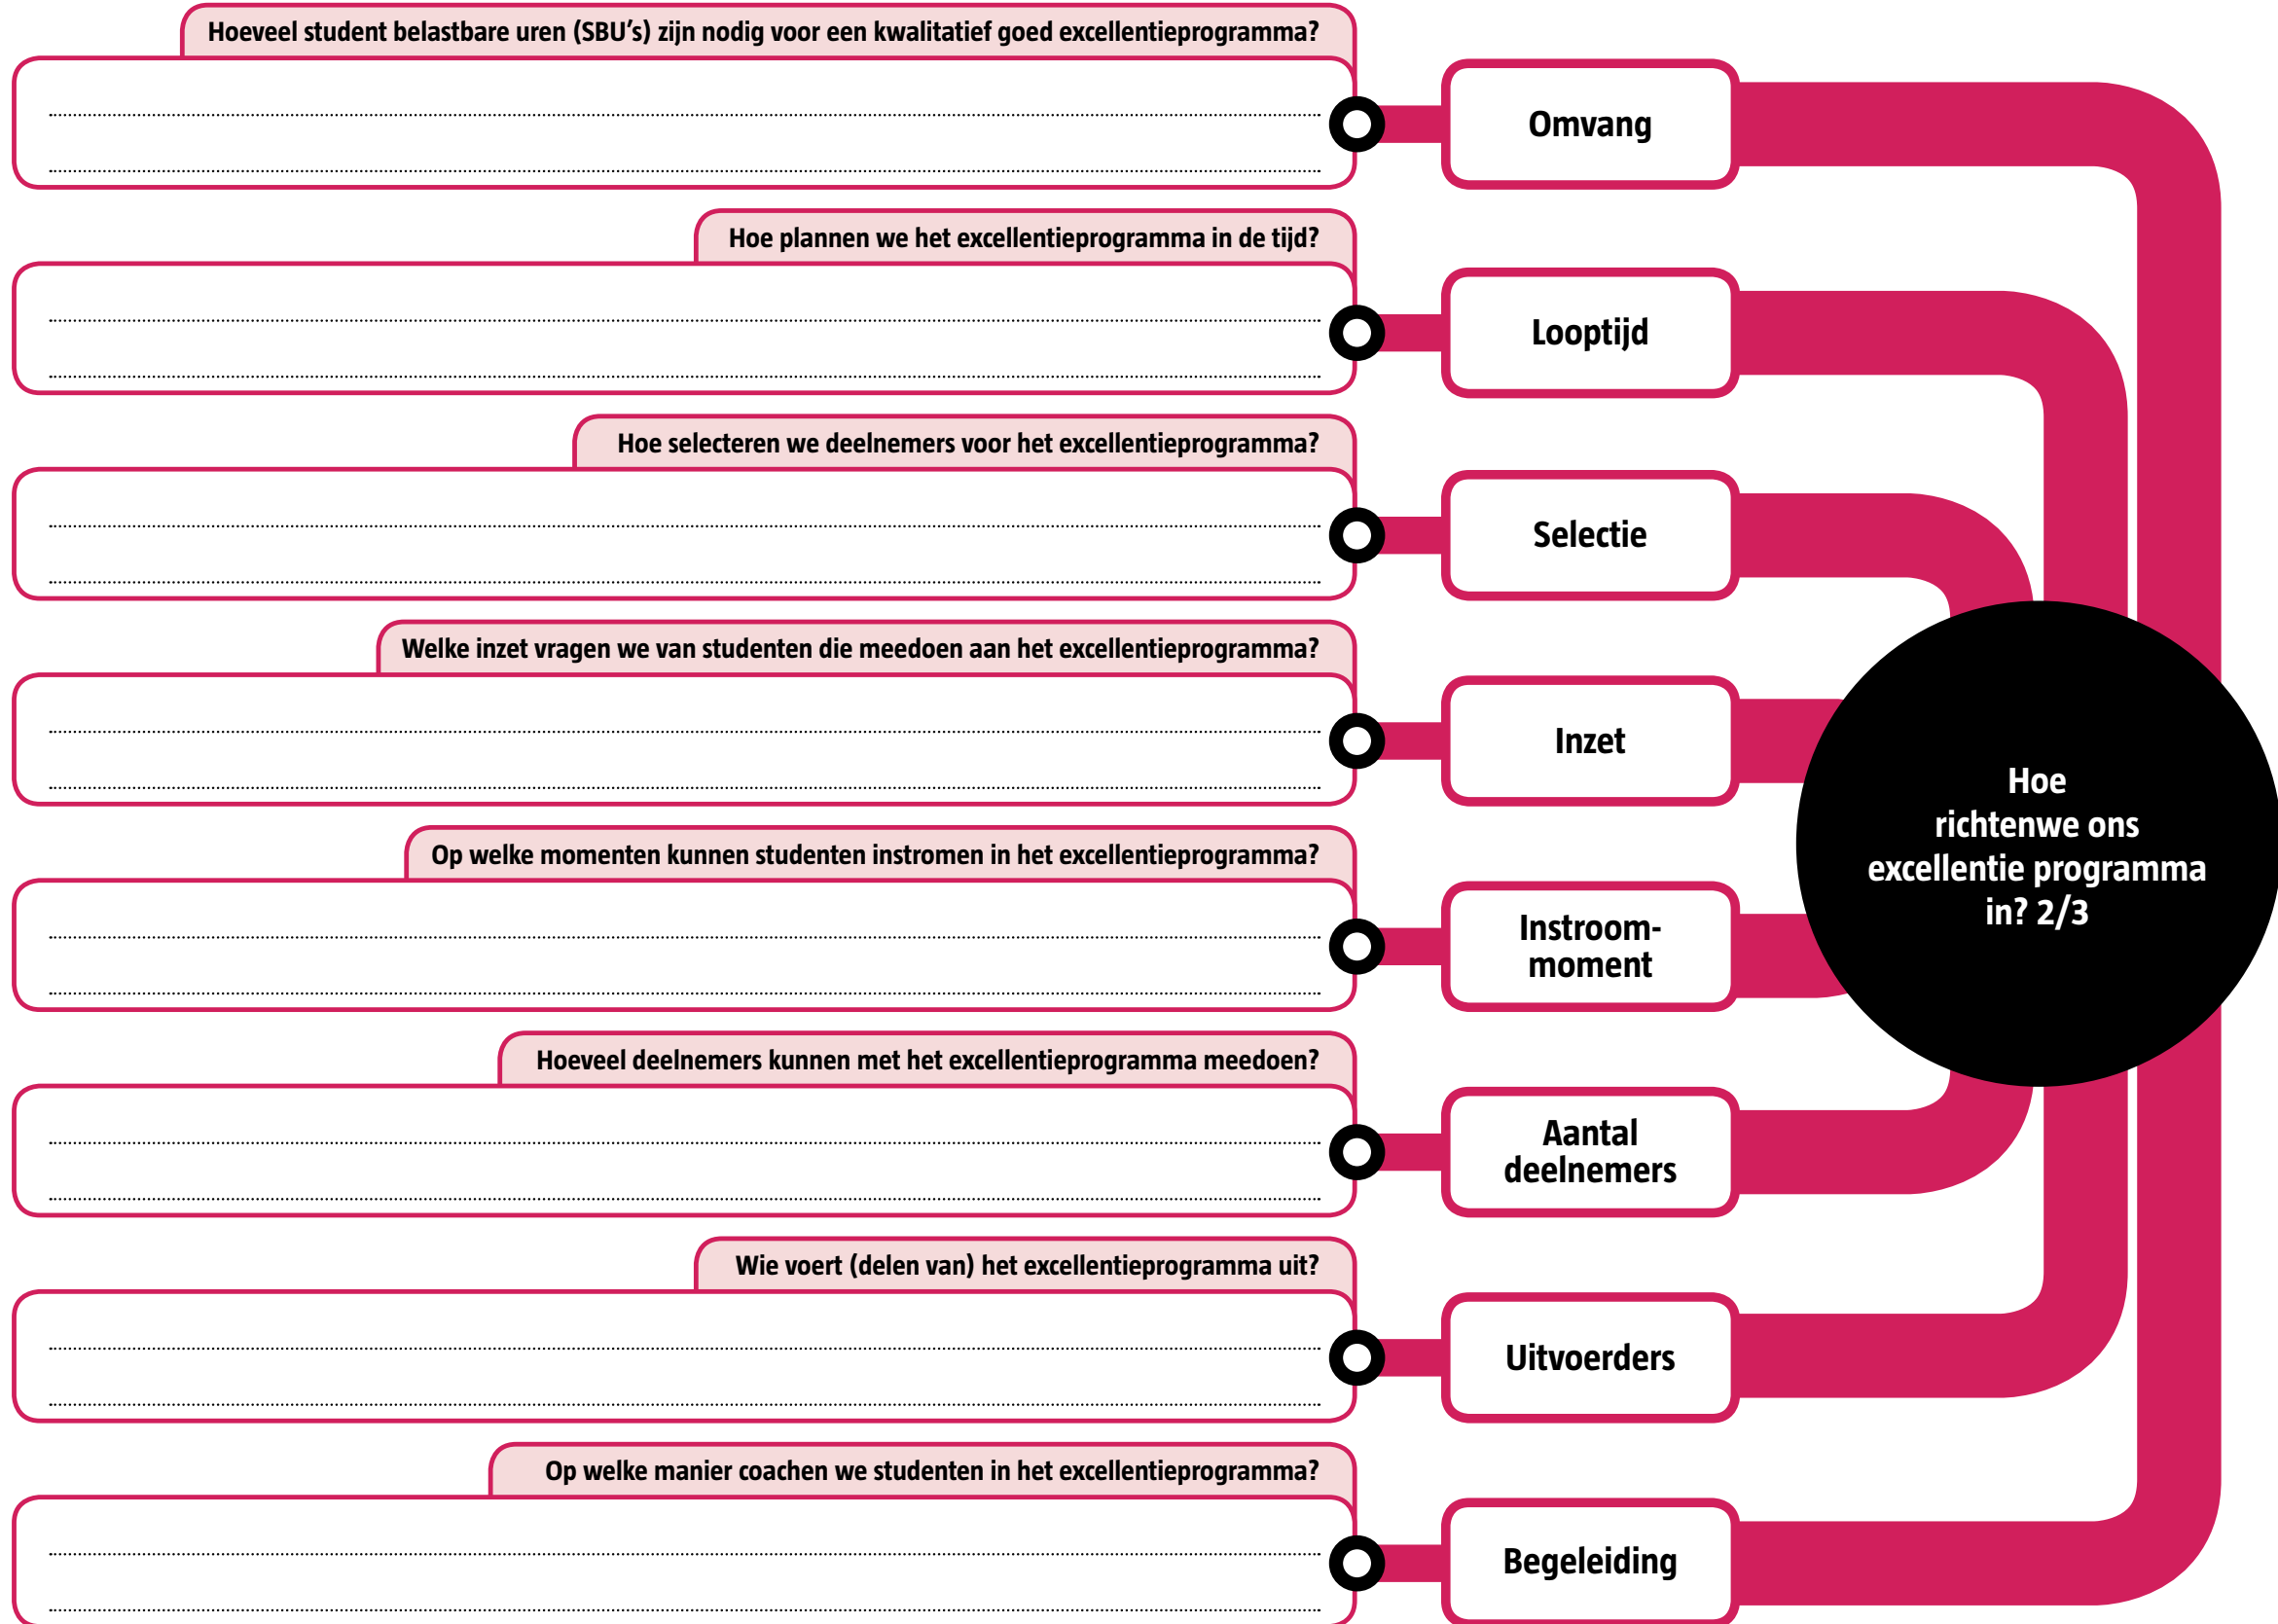 Hoeveel student belastbare uren (SBU’s) zijn nodig voor een kwalitatief goed excellentieprogramma?
Omvang
Hoe plannen we het excellentieprogramma in de tijd?
Looptijd
Hoe selecteren we deelnemers voor het excellentieprogramma?
Selectie
Welke inzet vragen we van studenten die meedoen aan het excellentieprogramma?
Inzet
Op welke momenten kunnen studenten instromen in het excellentieprogramma?
Instroom-
moment
Hoeveel deelnemers kunnen met het excellentieprogramma meedoen?
Aantal
deelnemers
Wie voert (delen van) het excellentieprogramma uit?
Uitvoerders
Op welke manier coachen we studenten in het excellentieprogramma?
Begeleiding
Hoe
richtenwe ons
excellentie programma
in? 2/3